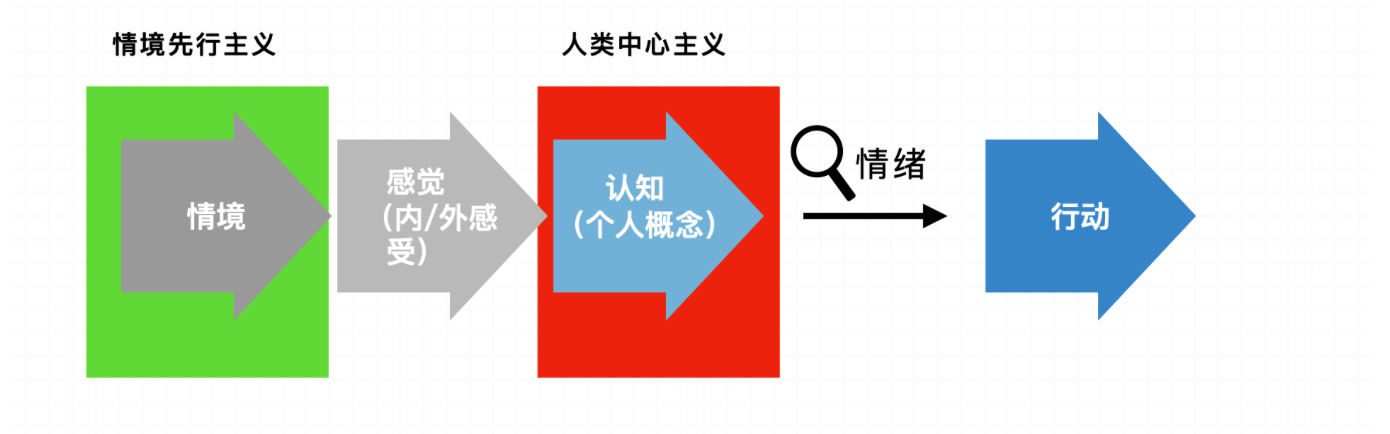 情境先行主义
人类中心主义
情境
感觉
（内/外感
受）
认知
（个人概念）
情绪
行动